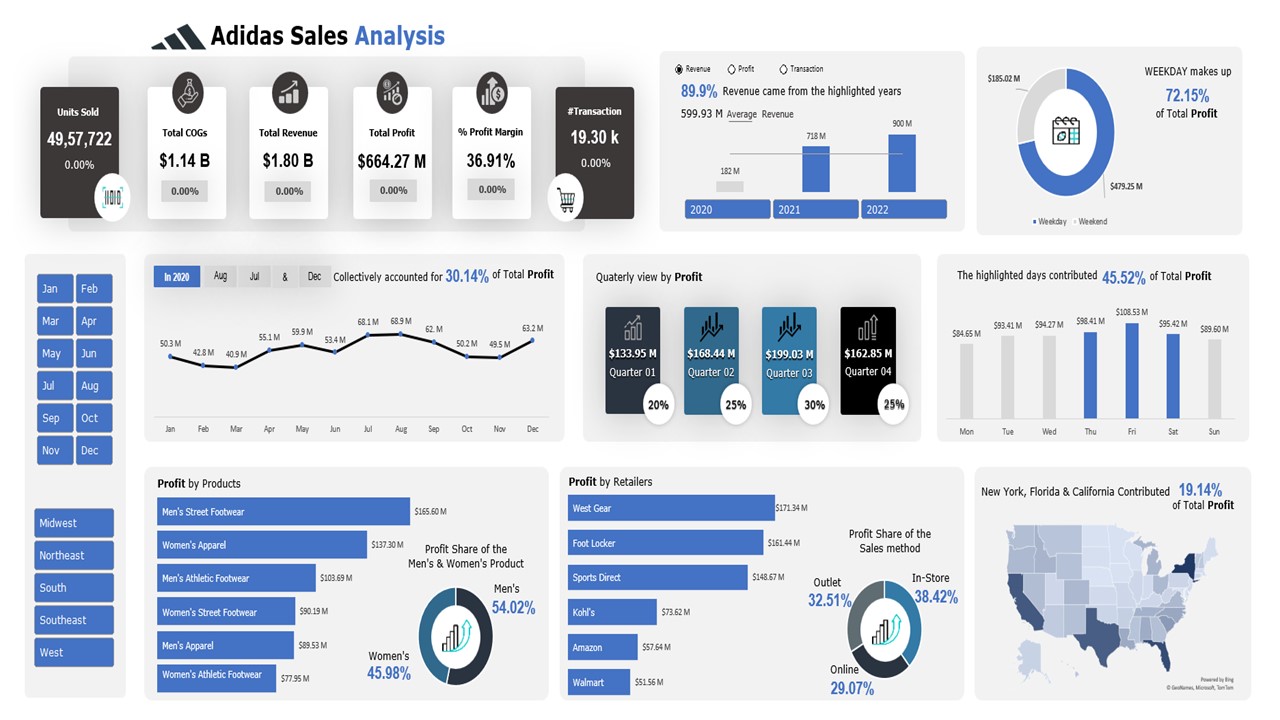 Adidas Sales Analysis
Units Sold
49,57,722
0.00%
Total COGs
$1.14 B
0.00%
Total Revenue
$1.80 B
0.00%
Total Profit
$664.27 M
0.00%
% Profit Margin
36.91%
0.00%
#Transaction
19.30 k
0.00%
Revenue Profit Transaction
89.9% Revenue came from the highlighted years
599.93 M Average Revenue
182 M
718 M
900 M
2020 2021 2022
$185.02 M
$479.25 M
Weekday Weekend
WEEKDAY makes up
72.15%
of Total Profit
Jan Feb
Mar Apr
May Jun
Jul Aug
Sep Oct
Nov Dec
Midwest
Northeast
South
Southeast
West
In 2020 Aug Jul & Dec Collectively accounted for 30.14% of Total Profit
50.3 M 42.8 M 40.9 M 55.1 M 59.9 M 53.4 M 68.1 M 68.9 M 62. M 50.2 M 49.5 M 63.2 M
Jan Feb Mar Apr May Jun Jul Aug Sep Oct Nov Dec
Quaterly view by Profit
$133.95 M
Quarter 01
20%
$168.44 M
Quarter 02
25%
$199.03 M
Quarter 03
30%
$162.85 M
Quarter 04
25%
The highlighted days contributed 45.52% of Total Profit
$84.65 M $93.41 M $94.27 M $98.41 M $108.53 M $95.42 M $89.60 M
Mon Tue Wed Thu Fri Sat Sun
Profit by Products
Men's Street Footwear $165.60 M
Women's Apparel $137.30 M
Men's Athletic Footwear $103.69 M
Women's Street Footwear $90.19 M
Men's Apparel $89.53 M
Women's Athletic Footwear $77.95 M
Profit Share of the
Men's & Women's Product
Men's
54.02%
Women's
45.98%
Profit by Retailers
West Gear $171.34 M
Foot Locker $161.44 M
Sports Direct $148.67 M
Kohl's $73.62 M
Amazon $57.64 M
Walmart $51.56 M
Profit Share of the
Sales method
Outlet
32.51%
In-Store
38.42%
Online
29.07%
New York, Florida & California Contributed 19.14%
of Total Profit
Powered by Bing
© GeoNames, Microsoft, TomTom